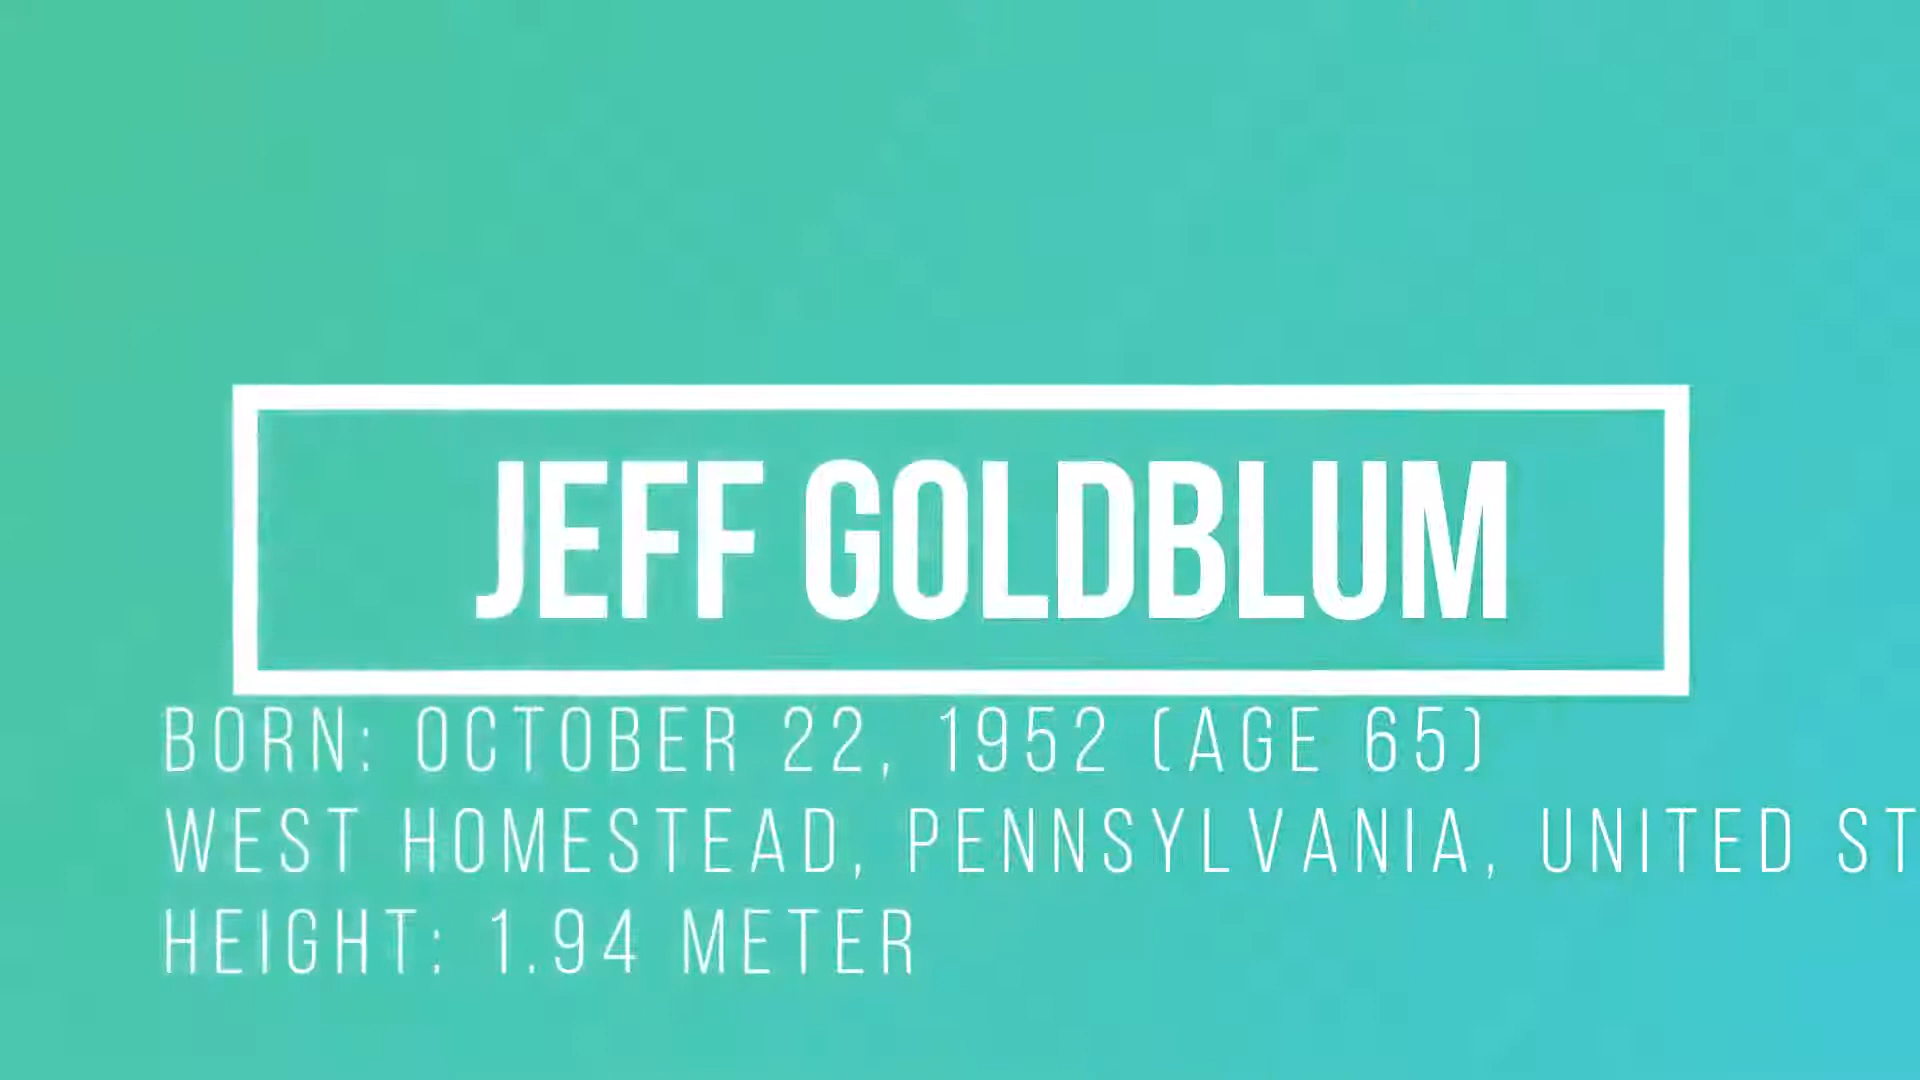 JEFF GOLDBLUM
BORN: OCTOBER 22, 1952 (AGE 65)
WEST HOMESTEAD, PENNSYLVANIA, UNITED ST
HEIGHT: 1.94 METER